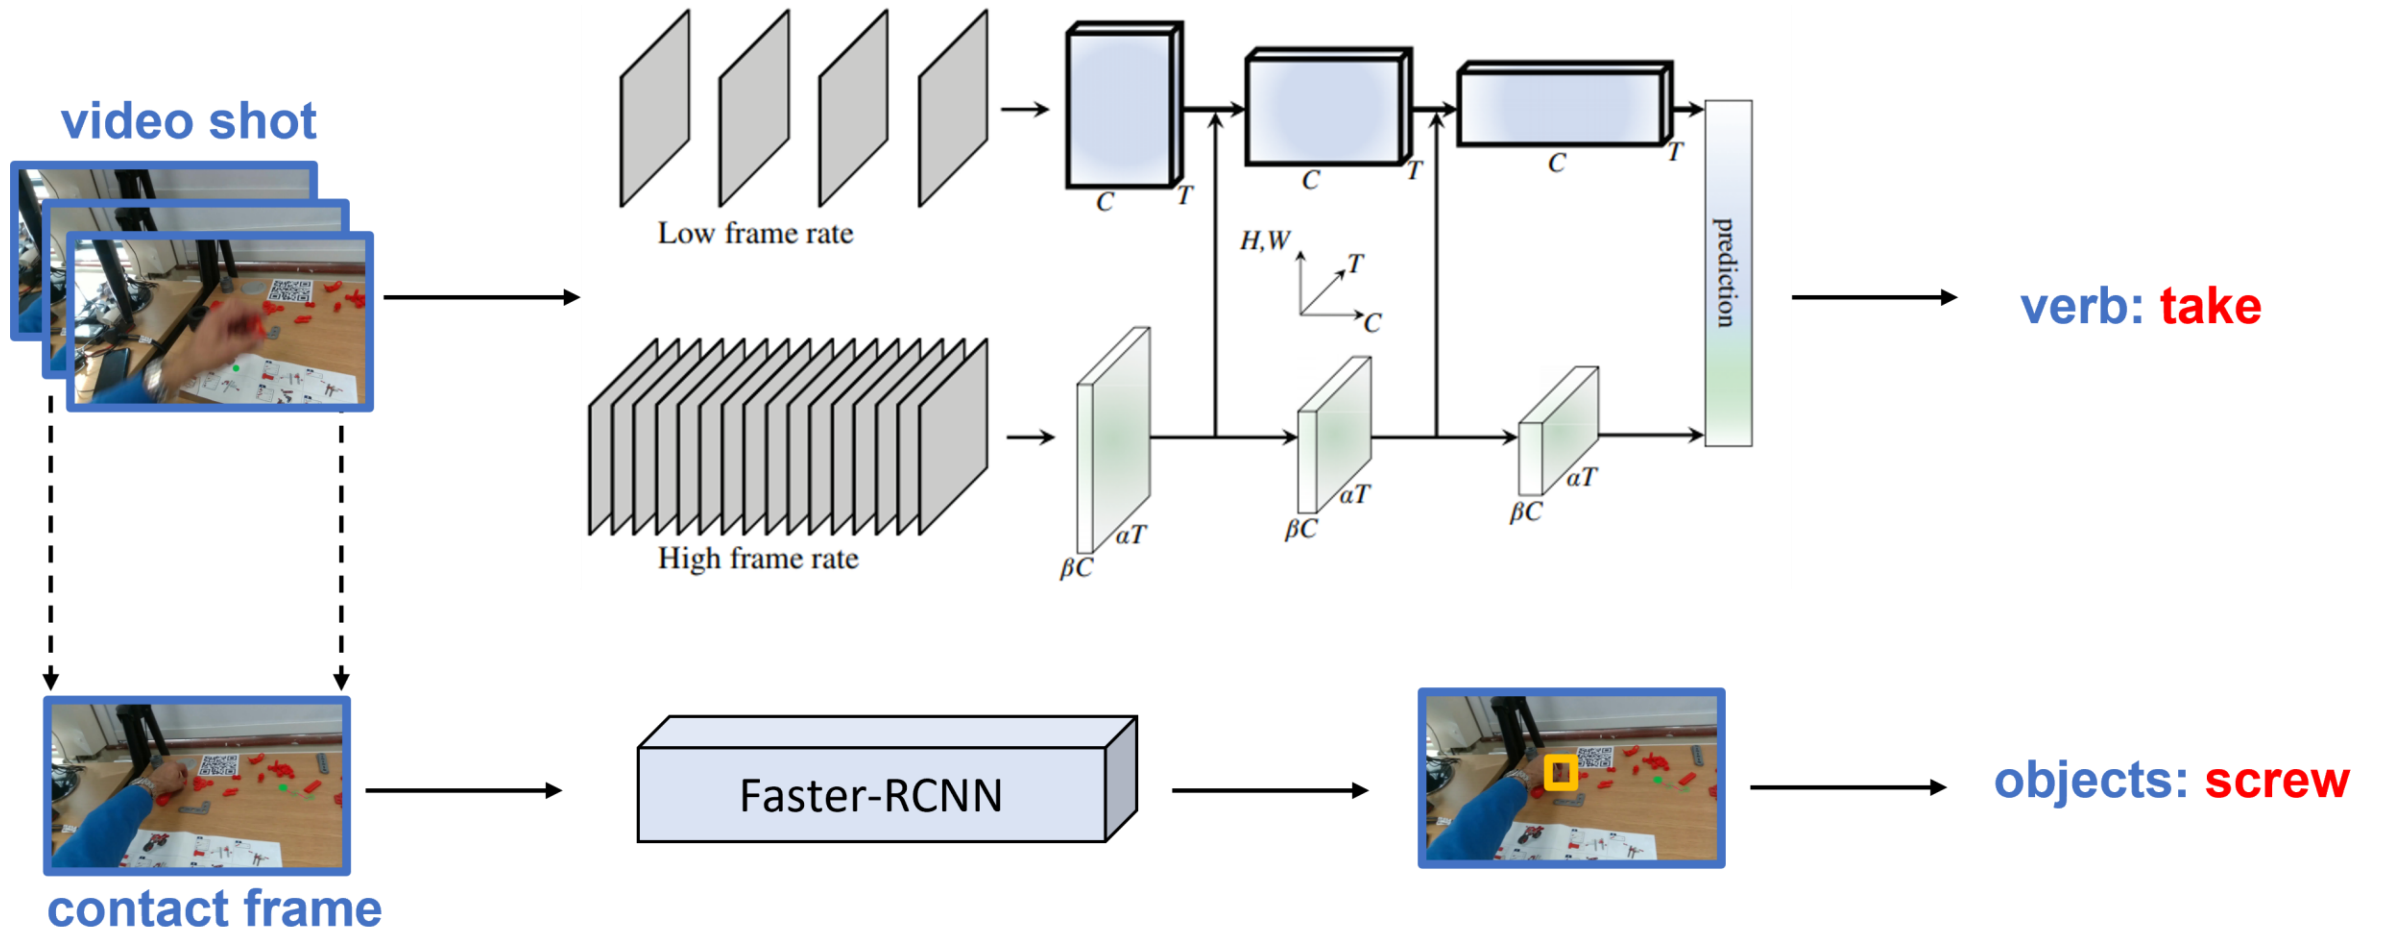 video shot
Low frame rate
High frame rate
C
T
C
T
C
T
H,W
T
C
βC
αT
βC
αT
βC
αT
prediction
verb: take
contact frame
Faster-RCNN
objects: screw